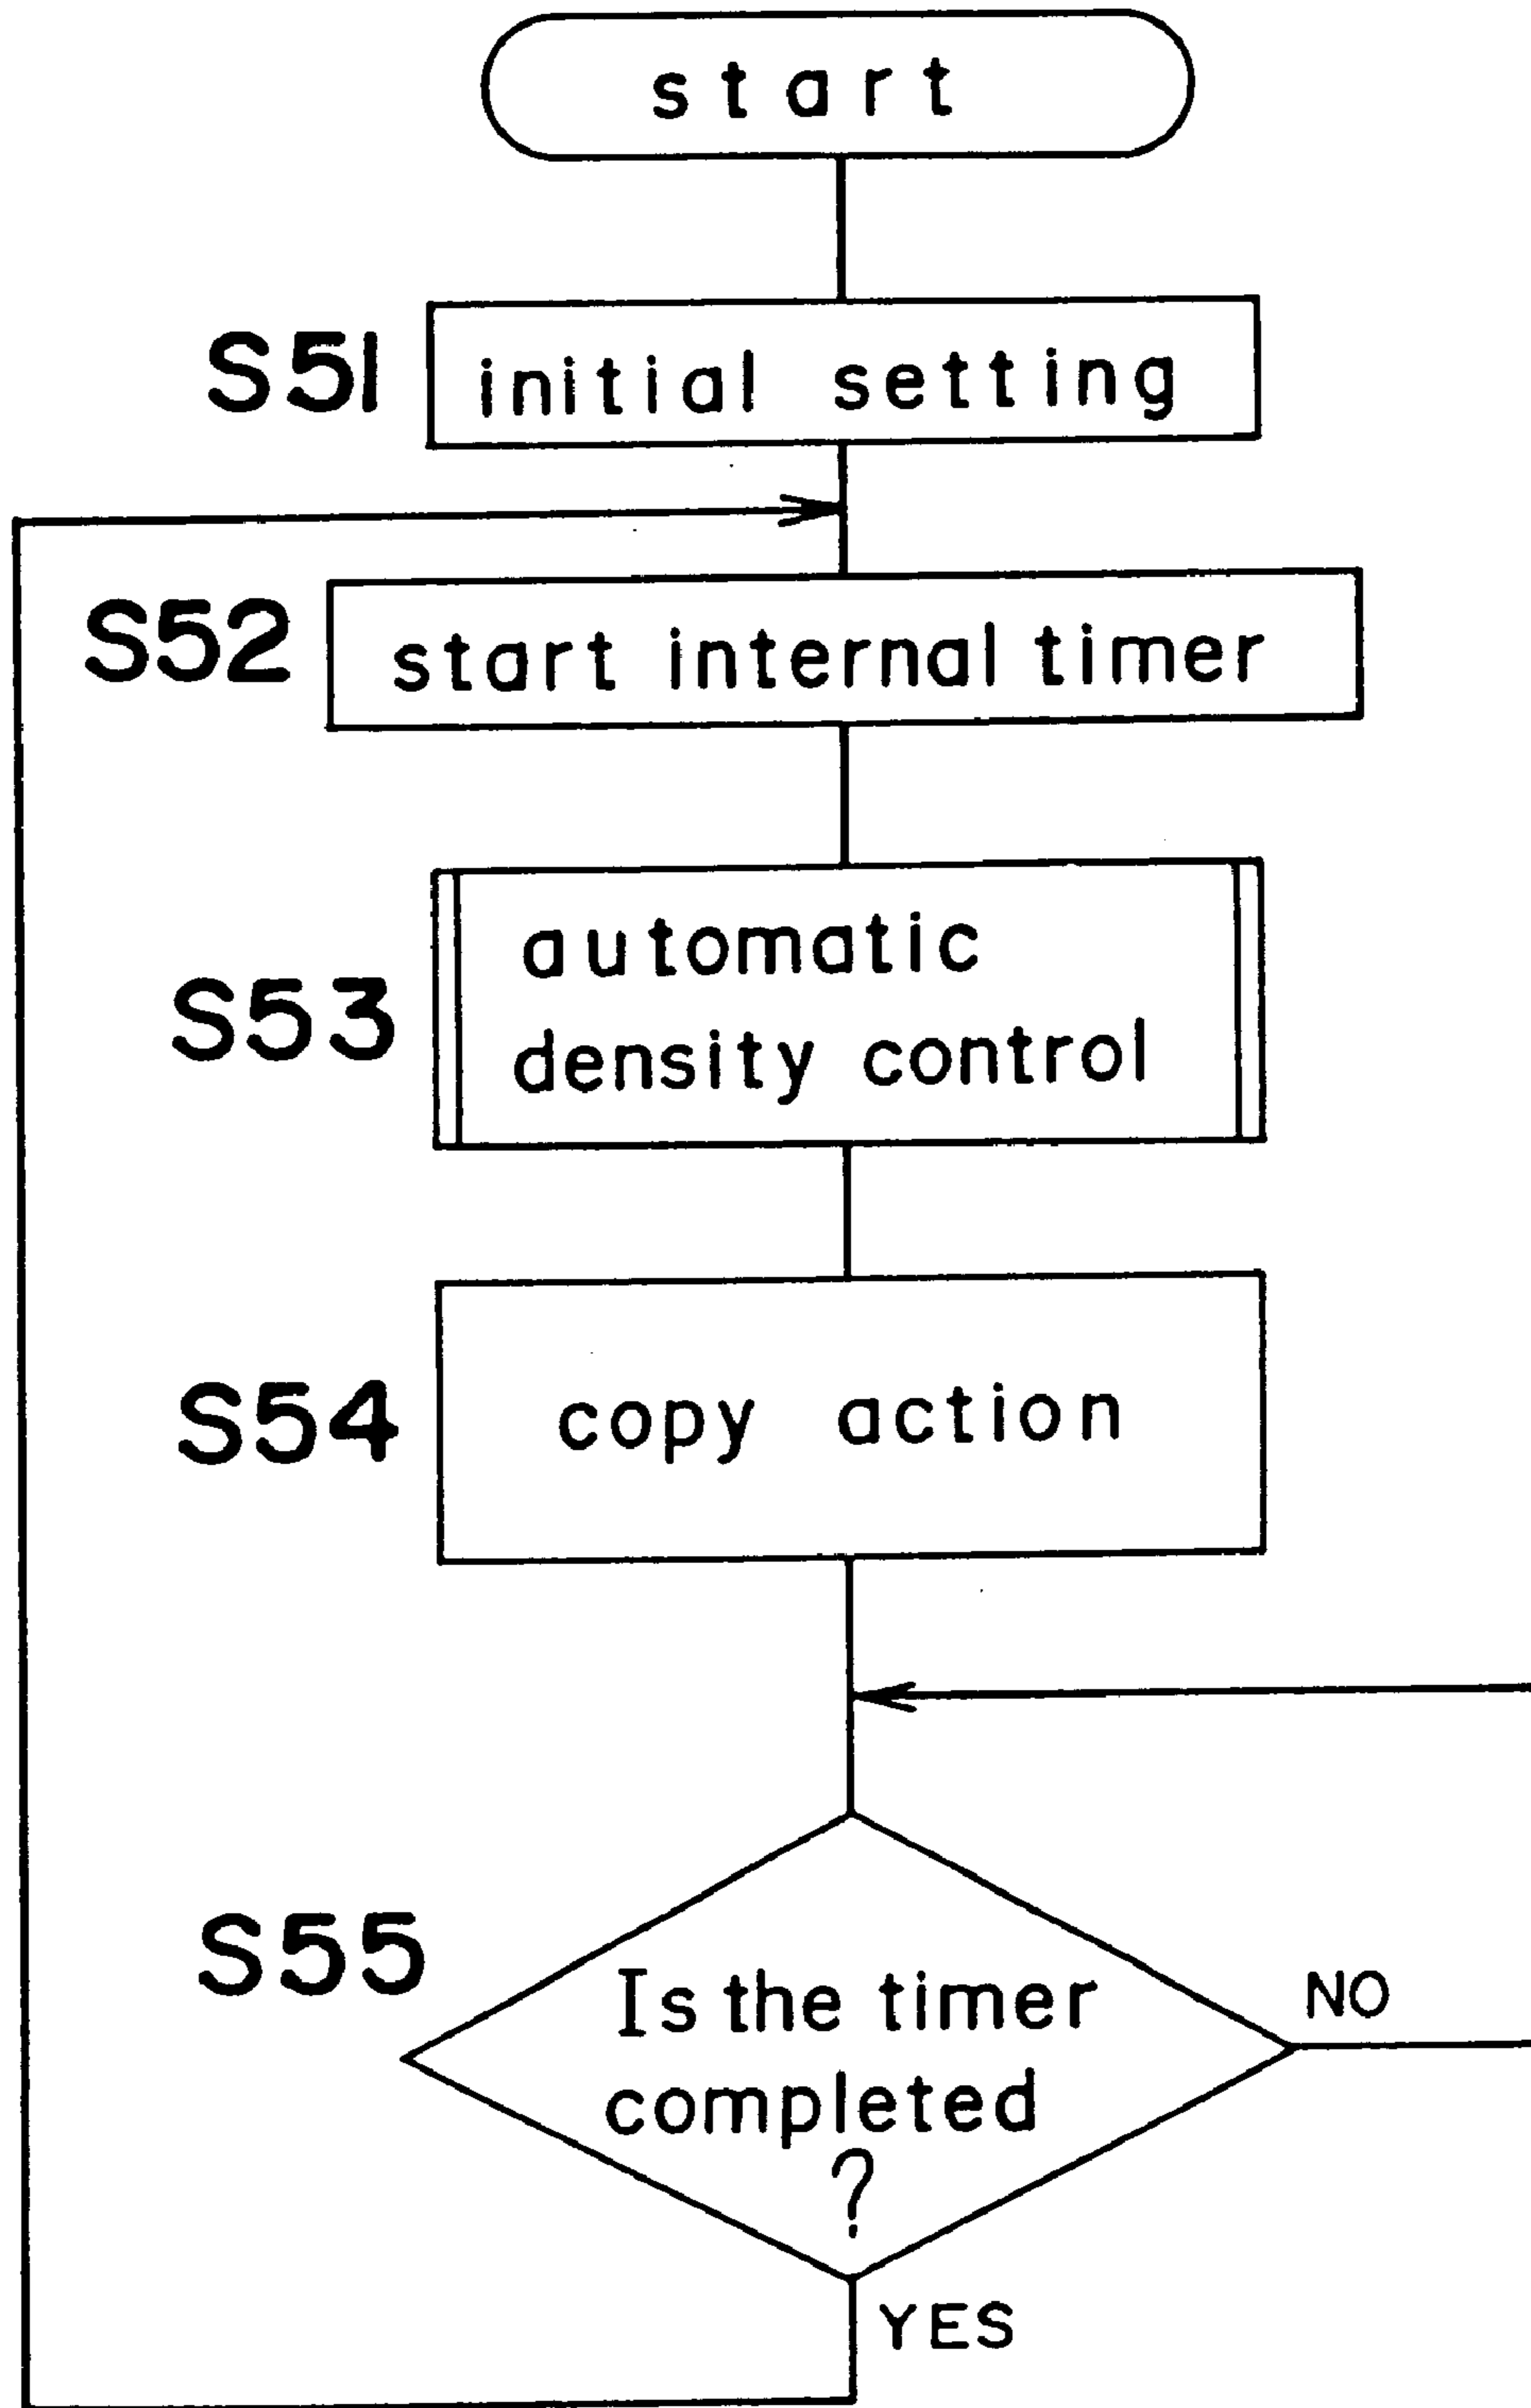 start
S51 initial setting
S52 start internal timer
S53 automatic
density control
S54 copy action
S55
Is the timer
completed
?
NO
YES